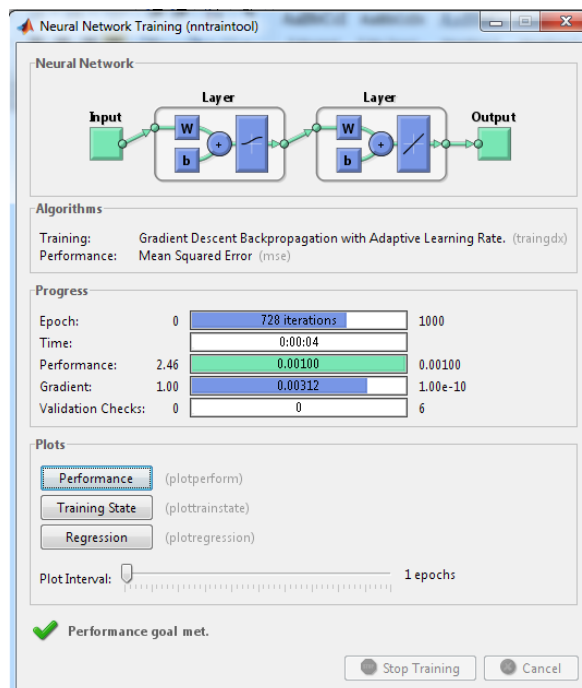 Neural Network Training (nntraintool)
Neural Network
Layer Layer
Input Output
W W
b + b +
Algorithms
Training: Gradient Descent Backpropagation with Adaptive Learning Rate. (traingdx)
Performance: Mean Squared Error (mse)
Progress
Epoch: 0 728 iterations 1000
Time: 0:00:04
Performance: 2.46 0.00100 0.00100
Gradient: 1.00 0.00312 1.00e-10
Validation Checks: 0 0 6
Plots
Performance (plotperform)
Training State (plottrainstate)
Regression (plotregression)
Plot Interval: 1 epochs
Performance goal met.
Stop Training Cancel